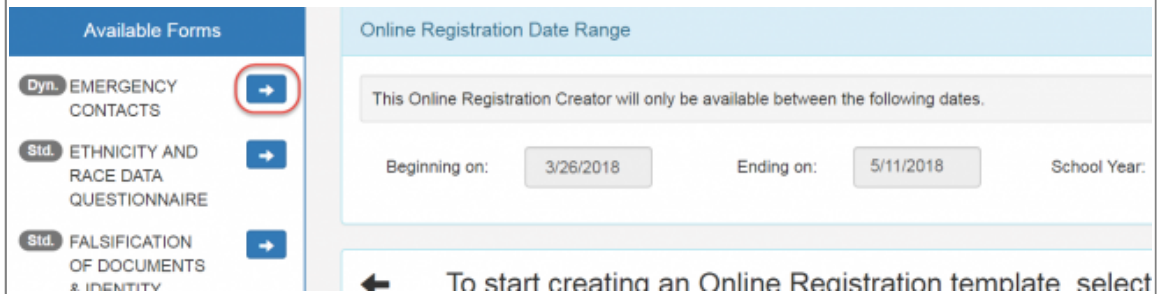 Available Forms
Dyn. EMERGENCY
CONTACTS
Std. ETHNICITY AND
RACE DATA
QUESTIONNAIRE
Std. FALSIFICATION
OF DOCUMENTS
& IDENTITY
Online Registration Date Range
This Online Registration Creator will only be available between the following dates.
Beginning on: 3/26/2018 Ending on: 5/11/2018 School Year:
To start creating an Online Registration template, select